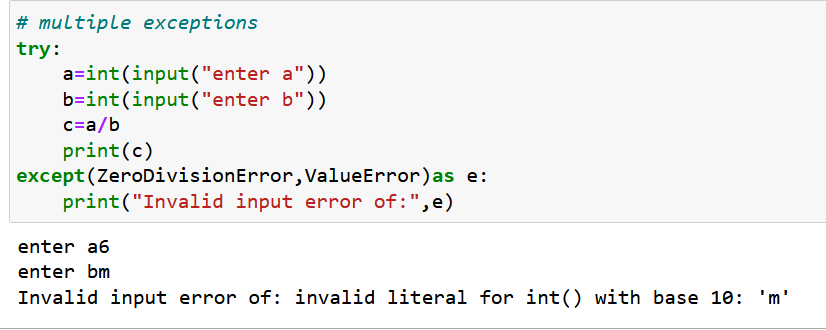 # multiple exceptions
try:
    a=int(input("enter a"))
    b=int(input("enter b"))
    c=a/b
    print(c)
except(ZeroDivisionError,ValueError)as e:
    print("Invalid input error of:",e)
enter a6
enter bm
Invalid input error of: invalid literal for int() with base 10: 'm'